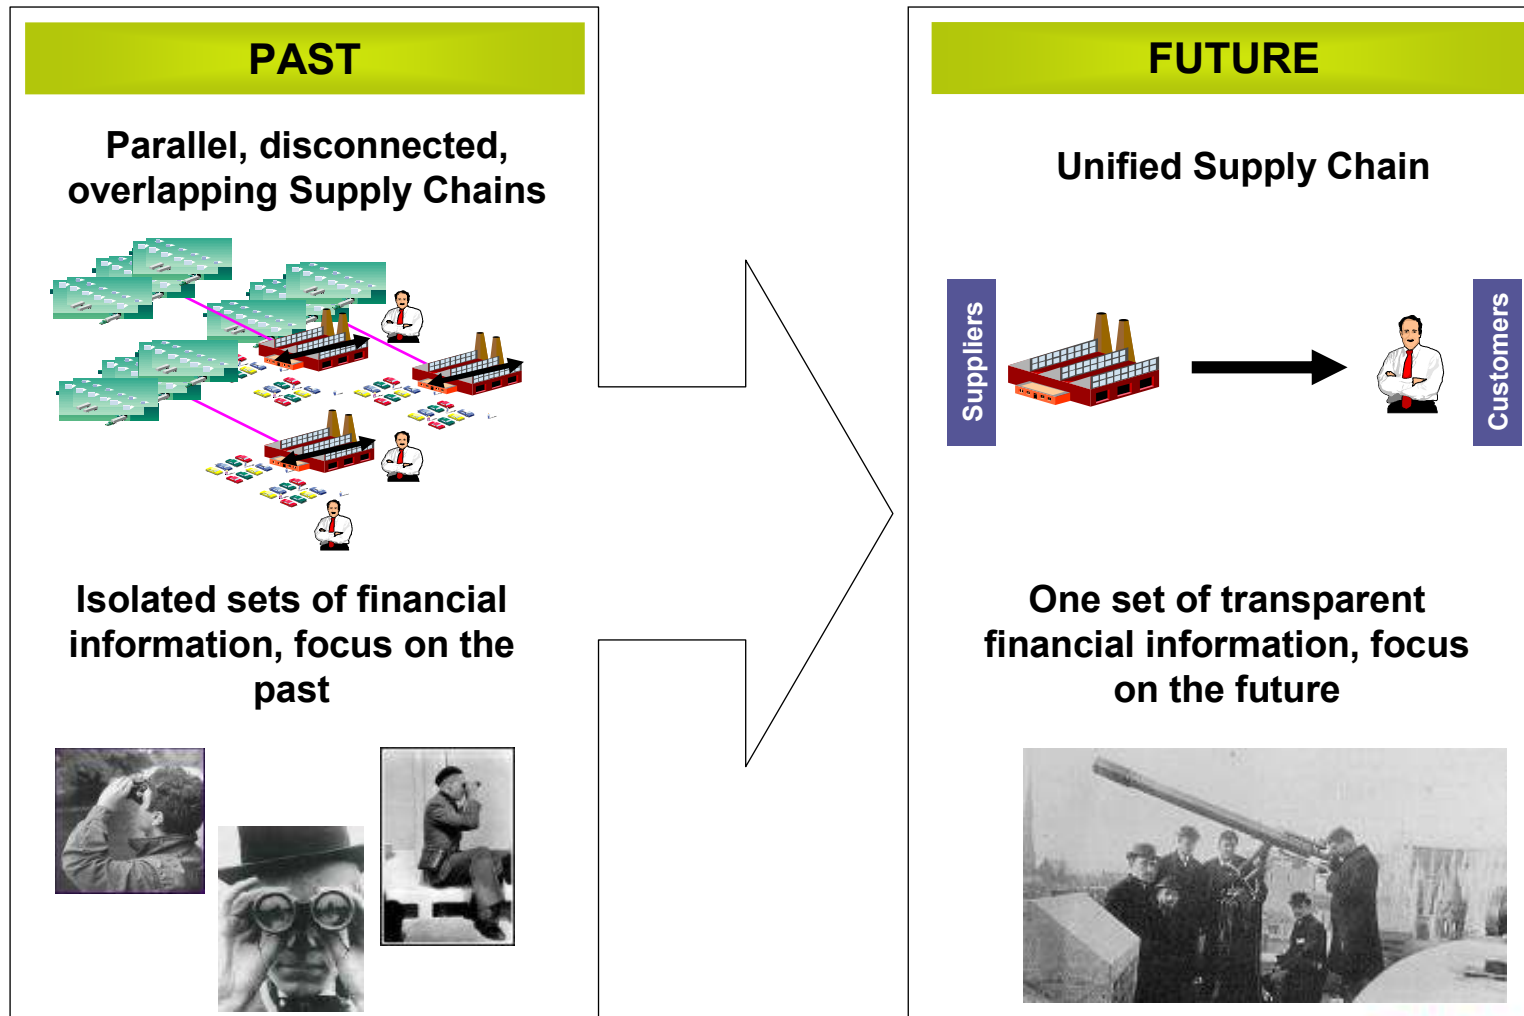 PAST
Parallel, disconnected,
overlapping Supply Chains
Isolated sets of financial
information, focus on the
past
FUTURE
Unified Supply Chain
Suppliers
Customers
One set of transparent
financial information, focus
on the future